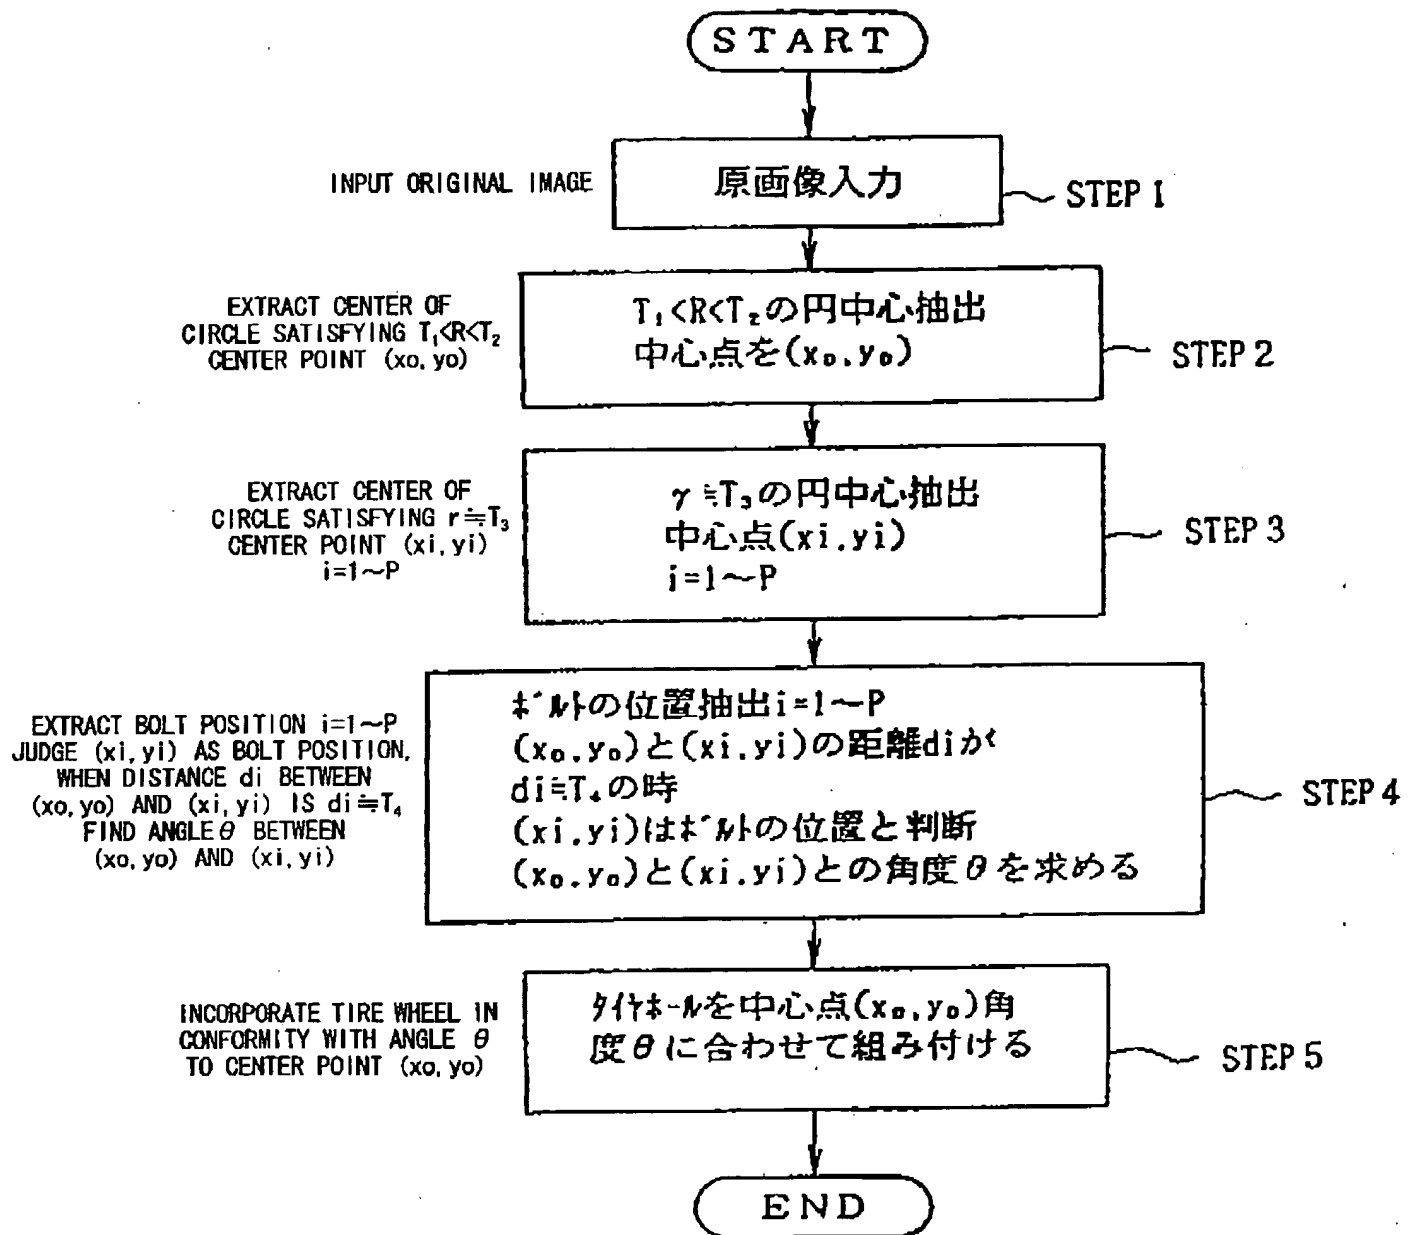 START
INPUT ORIGINAL IMAGE
原画像入力
STEP 1
EXTRACT CENTER OF
CIRCLE SATISFYING T₁<R<T₂
CENTER POINT (xo, yo)
T₁<R<T₂の円中心抽出
中心点を(x₀.y₀)
STEP 2
EXTRACT CENTER OF
CIRCLE SATISFYING r≒T₃
CENTER POINT (xi, yi)
i=1~P
γ≒T₃の円中心抽出
中心点(xi.yi)
i=1~P
STEP 3
EXTRACT BOLT POSITION i=1~P
JUDGE (xi, yi) AS BOLT POSITION,
WHEN DISTANCE di BETWEEN
(xo, yo) AND (xi, yi) IS di≒T₄
FIND ANGLE θ BETWEEN
(xo, yo) AND (xi, yi)
ボルトの位置抽出i=1~P
(x₀.y₀)と(xi.yi)の距離diが
di≒T₄の時
(xi.yi)はボルトの位置と判断
(x₀.y₀)と(xi.yi)との角度θを求める
STEP 4
INCORPORATE TIRE WHEEL IN
CONFORMITY WITH ANGLE θ
TO CENTER POINT (xo, yo)
タイヤホールを中心点(x₀,y₀)角
度θに合わせて組み付ける
STEP 5
END